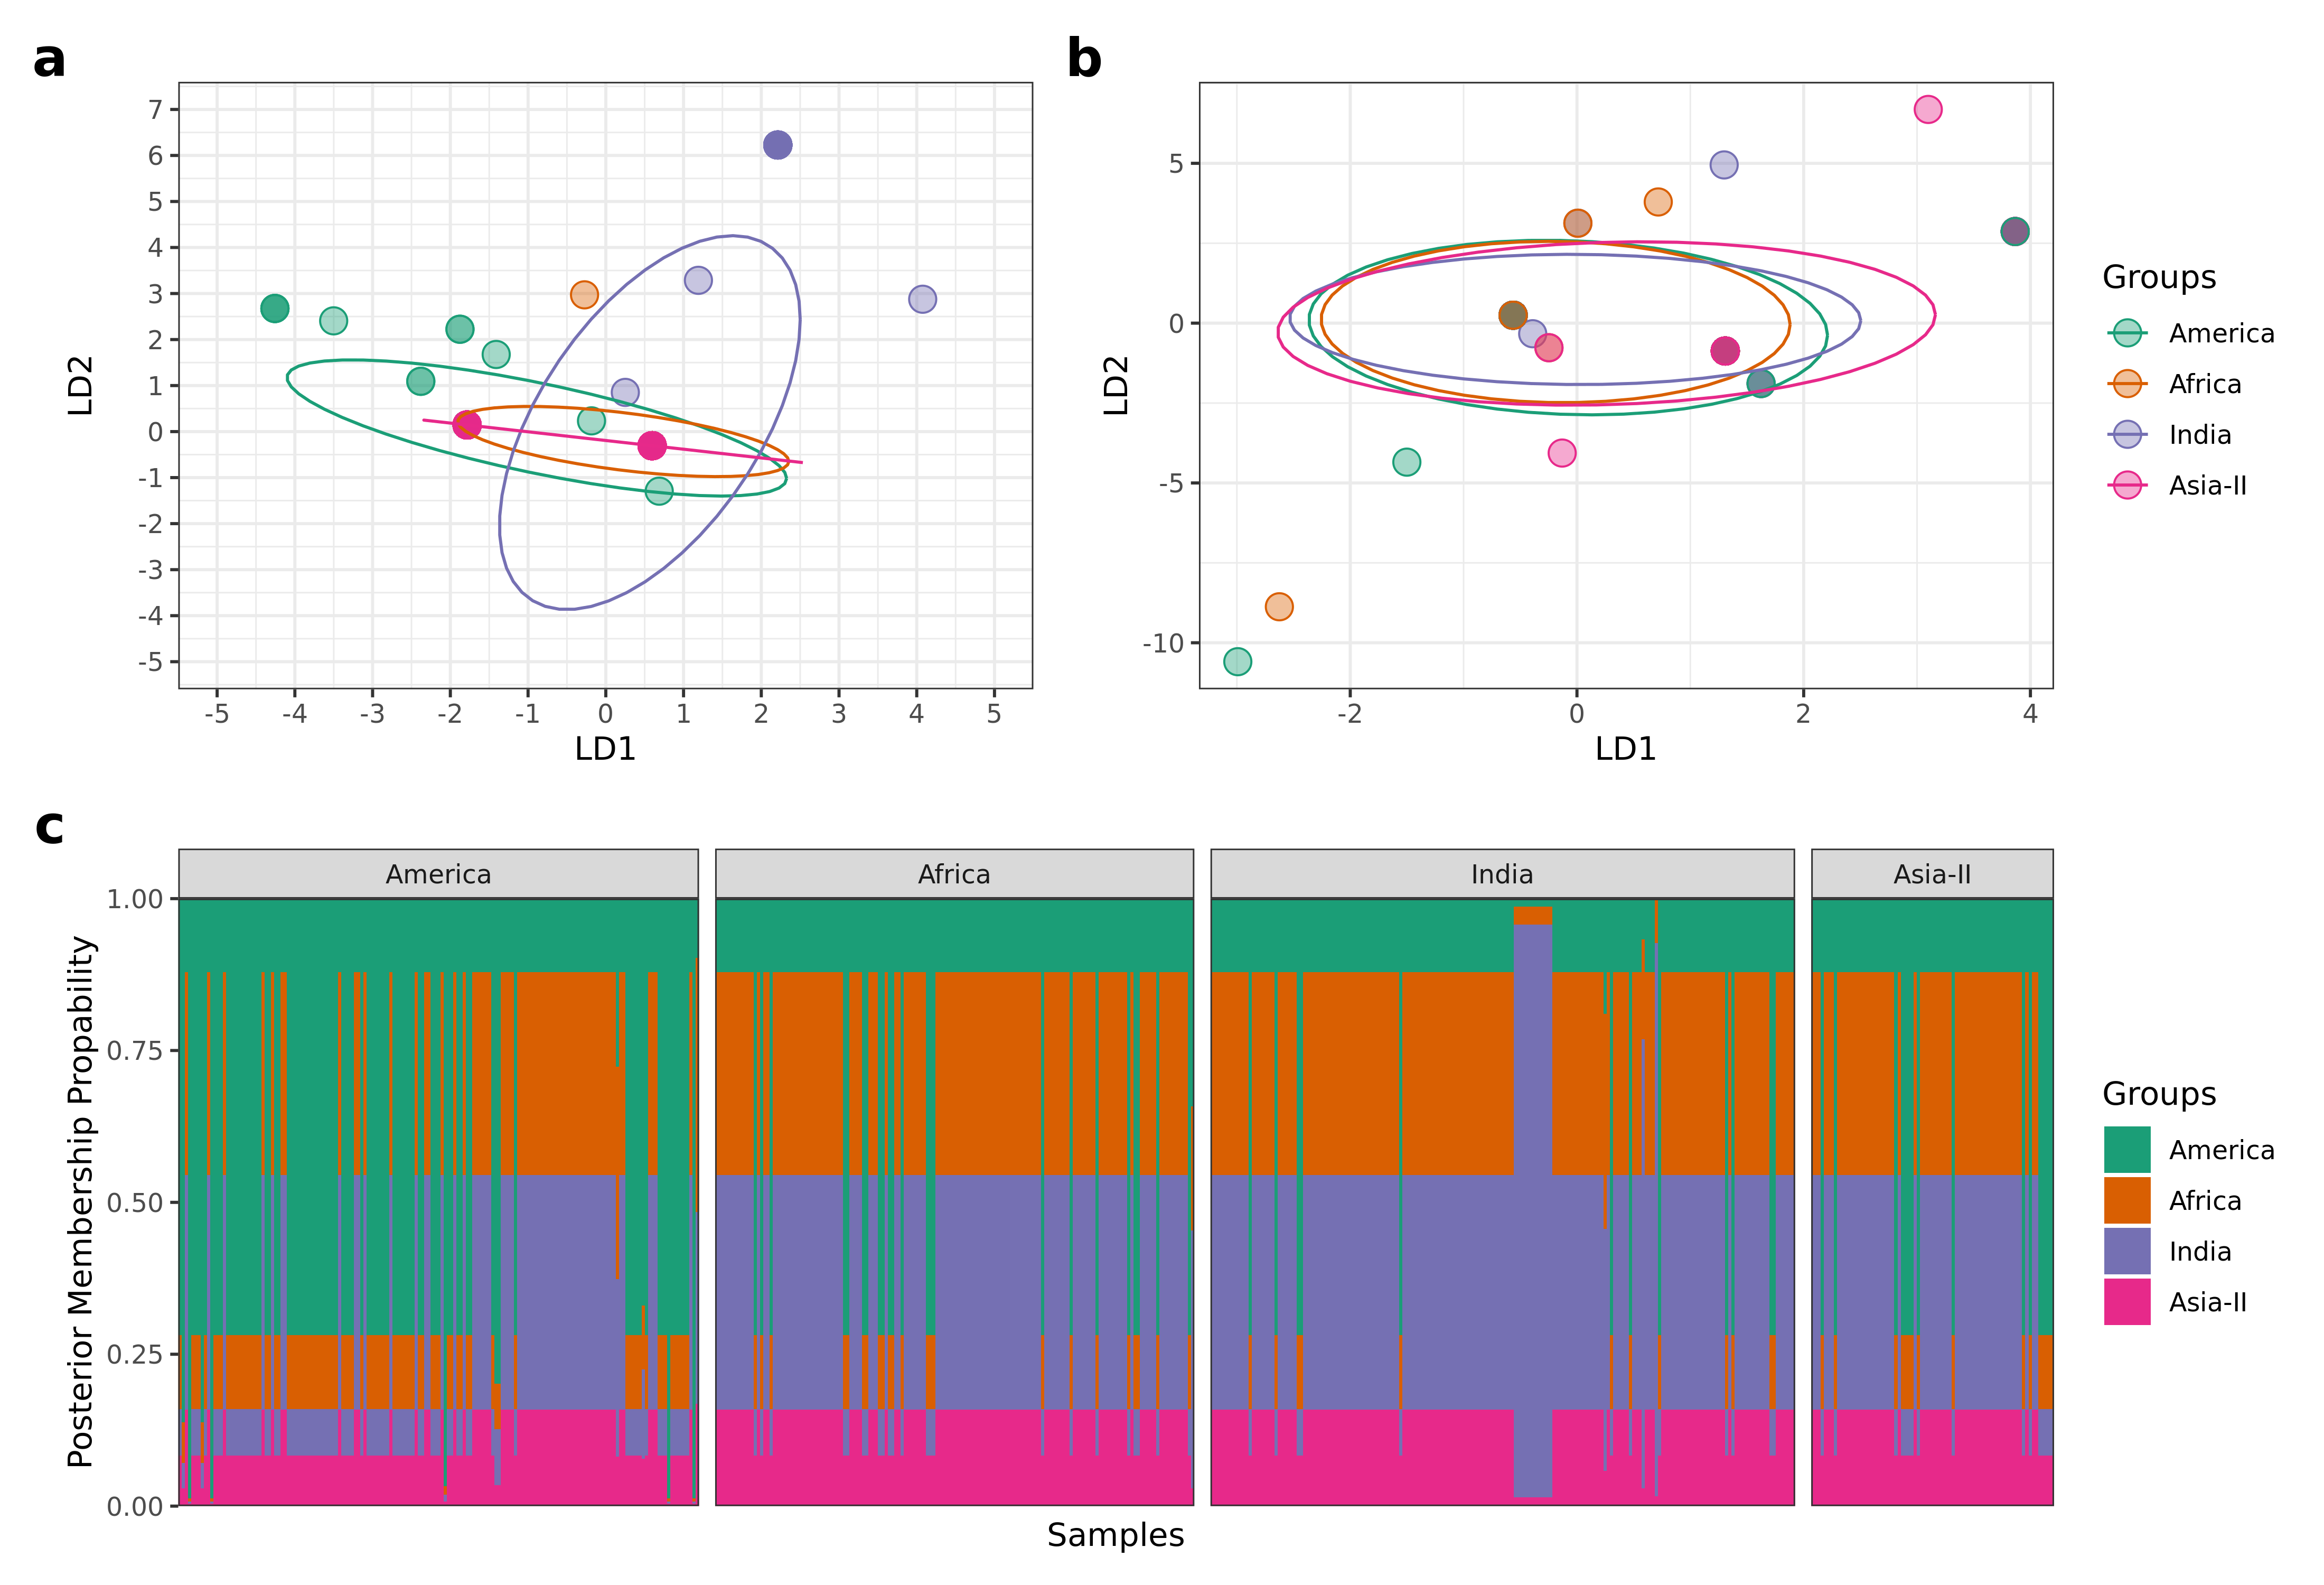 a
b
7
6
5
4
3
2
1
0
-1
-2
-3
-4
-5
LD2
-5 -4 -3 -2 -1 0 1 2 3 4 5
LD1
5
0
-5
-10
LD2
-2 0 2 4
LD1
Groups
America
Africa
India
Asia-II
c
America Africa India Asia-II
1.00
0.75
0.50
0.25
0.00
Posterior Membership Propability
Samples
Groups
America
Africa
India
Asia-II